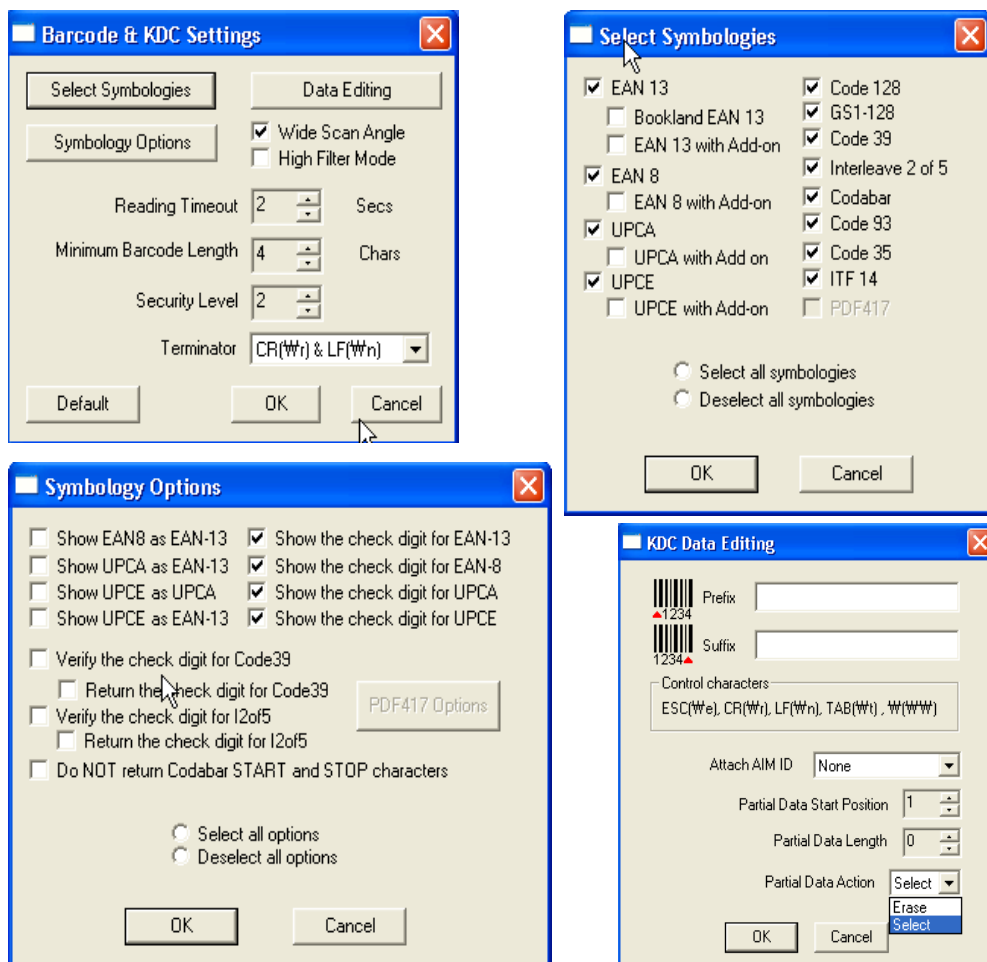 Barcode & KDC Settings
Select Symbologies
Data Editing
Symbology Options
Wide Scan Angle
High Filter Mode
Reading Timeout 2 Secs
Minimum Barcode Length 4 Chars
Security Level 2
Terminator CR(₩r) & LF(₩n)
Default OK Cancel
Select Symbologies
EAN 13
Bookland EAN 13
EAN 13 with Add-on
EAN 8
EAN 8 with Add-on
UPCA
UPCA with Add on
UPCE
UPCE with Add-on
Code 128
GS1-128
Code 39
Interleave 2 of 5
Codabar
Code 93
Code 35
ITF 14
PDF417
Select all symbologies
Deselect all symbologies
OK Cancel
Symbology Options
Show EAN8 as EAN-13
Show UPCA as EAN-13
Show UPCE as UPCA
Show UPCE as EAN-13
Show the check digit for EAN-13
Show the check digit for EAN-8
Show the check digit for UPCA
Show the check digit for UPCE
Verify the check digit for Code39
Return the check digit for Code39
Verify the check digit for I2of5
Return the check digit for I2of5
PDF417 Options
Do NOT return Codabar START and STOP characters
Select all options
Deselect all options
OK Cancel
KDC Data Editing
1234 Prefix
1234 Suffix
Control characters
ESC(₩e), CR(₩r), LF(₩n), TAB(₩t) , ₩(₩₩)
Attach AIM ID None
Partial Data Start Position 1
Partial Data Length 0
Partial Data Action Select
Erase
Select
OK Cancel